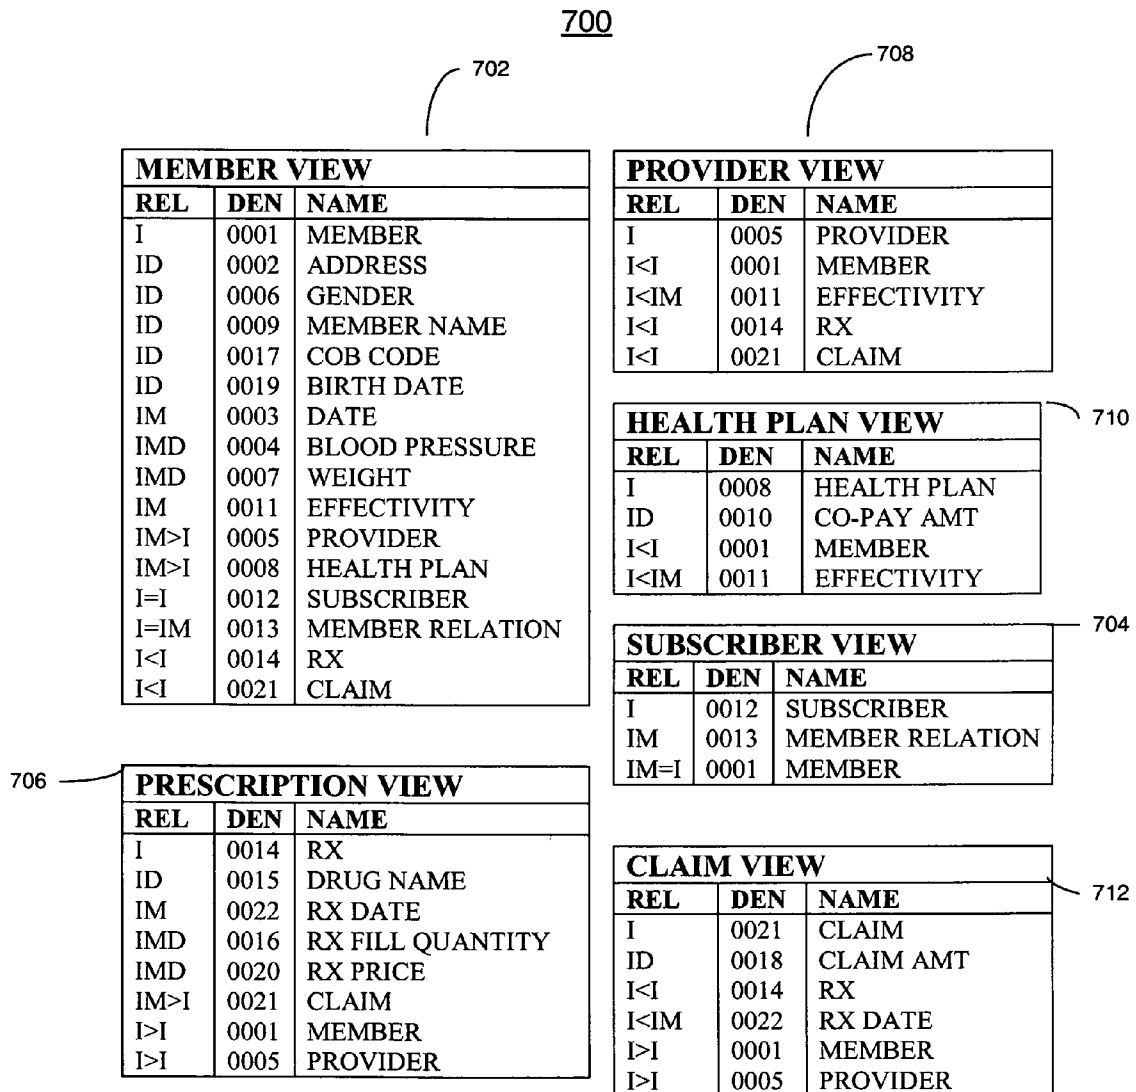 700
702
708
MEMBER VIEW
REL DEN NAME
I 0001 MEMBER
ID 0002 ADDRESS
ID 0006 GENDER
ID 0009 MEMBER NAME
ID 0017 COB CODE
ID 0019 BIRTH DATE
IM 0003 DATE
IMD 0004 BLOOD PRESSURE
IMD 0007 WEIGHT
IM 0011 EFFECTIVITY
IM>I 0005 PROVIDER
IM>I 0008 HEALTH PLAN
I=I 0012 SUBSCRIBER
I=IM 0013 MEMBER RELATION
I<I 0014 RX
I<I 0021 CLAIM
PROVIDER VIEW
REL DEN NAME
I 0005 PROVIDER
I<I 0001 MEMBER
I<IM 0011 EFFECTIVITY
I<I 0014 RX
I<I 0021 CLAIM
710
HEALTH PLAN VIEW
REL DEN NAME
I 0008 HEALTH PLAN
ID 0010 CO-PAY AMT
I<I 0001 MEMBER
I<IM 0011 EFFECTIVITY
704
SUBSCRIBER VIEW
REL DEN NAME
I 0012 SUBSCRIBER
IM 0013 MEMBER RELATION
IM=I 0001 MEMBER
706
PRESCRIPTION VIEW
REL DEN NAME
I 0014 RX
ID 0015 DRUG NAME
IM 0022 RX DATE
IMD 0016 RX FILL QUANTITY
IMD 0020 RX PRICE
IM>I 0021 CLAIM
I>I 0001 MEMBER
I>I 0005 PROVIDER
712
CLAIM VIEW
REL DEN NAME
I 0021 CLAIM
ID 0018 CLAIM AMT
I<I 0014 RX
I<IM 0022 RX DATE
I>I 0001 MEMBER
I>I 0005 PROVIDER